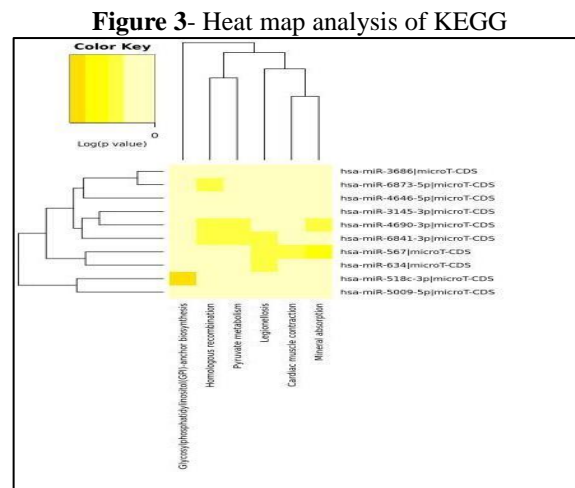 Figure 3- Heat map analysis of KEGG
Color Key
0
Log(p value)
hsa-miR-3686|microT-CDS
hsa-miR-6873-5p|microT-CDS
hsa-miR-4646-5p|microT-CDS
hsa-miR-3145-3p|microT-CDS
hsa-miR-4690-3p|microT-CDS
hsa-miR-6841-3p|microT-CDS
hsa-miR-567|microT-CDS
hsa-miR-634|microT-CDS
hsa-miR-518c-3p|microT-CDS
hsa-miR-5009-5p|microT-CDS
Glycosylphosphatidylinositol(GPI)-anchor biosynthesis
Homologous recombination
Pyruvate metabolism
Legionellosis
Cardiac muscle contraction
Mineral absorption